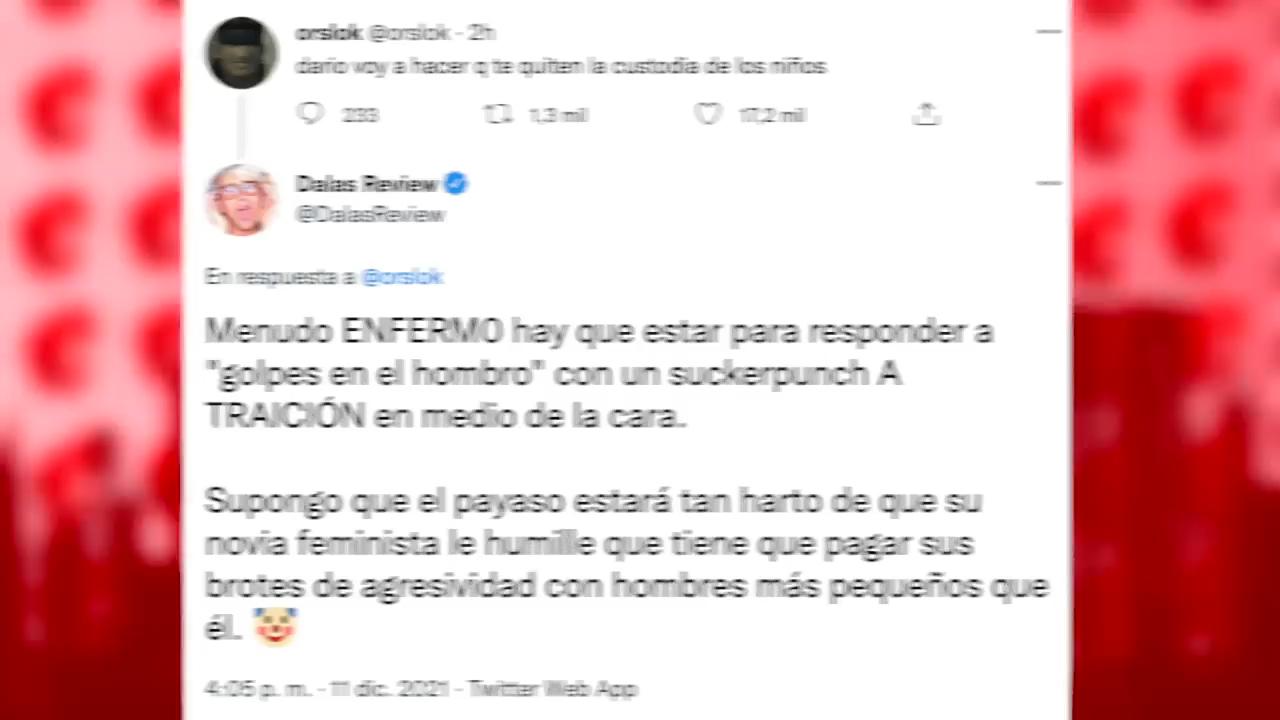 orslok @orslok · 2h
dario voy a hacer q te quiten la custodia de los niños
233 1,3 mil 17,2 mil
Dalas Review
@DalasReview
En respuesta a @orslok
Menudo ENFERMO hay que estar para responder a
"golpes en el hombro" con un suckerpunch A
TRAICIÓN en medio de la cara.
Supongo que el payaso estará tan harto de que su
novia feminista le humille que tiene que pagar sus
brotes de agresividad con hombres más pequeños que
él. 🤡
4:05 p. m. · 11 dic. 2021 · Twitter Web App